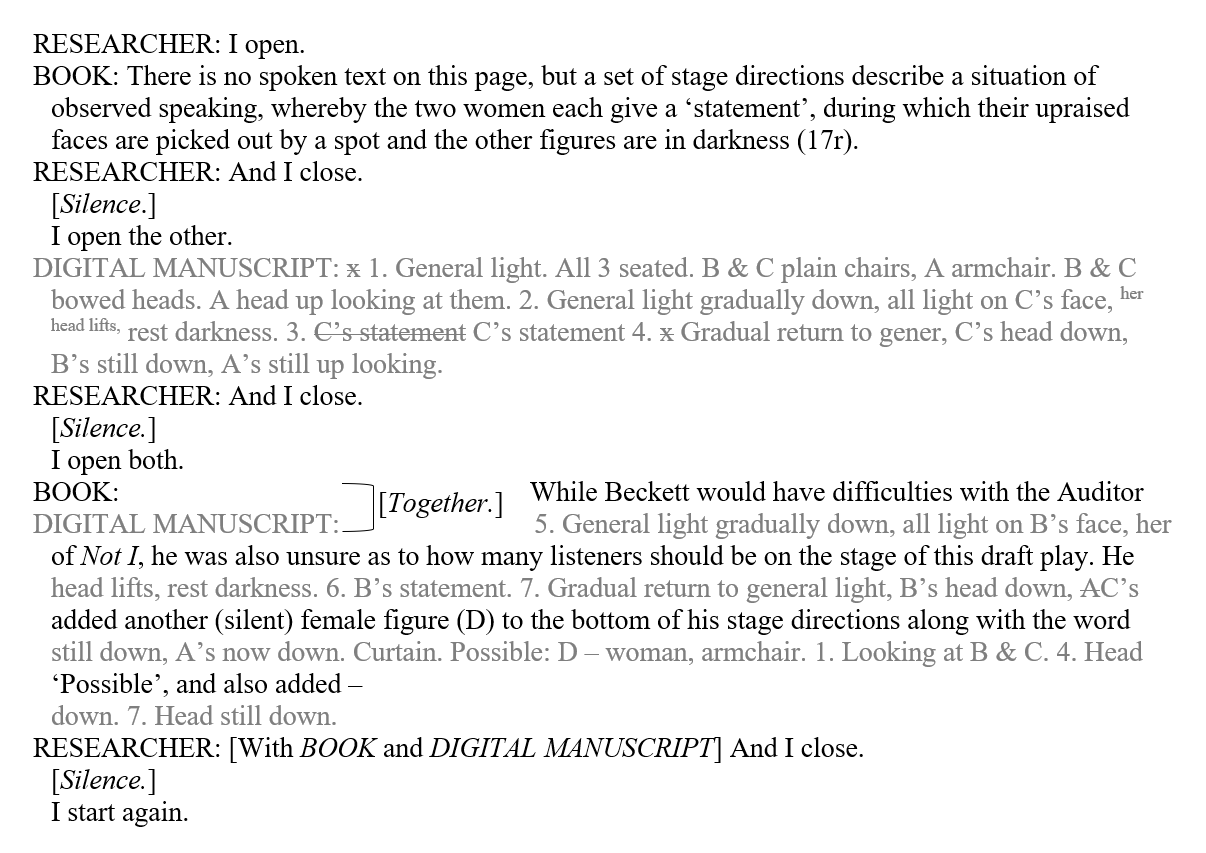 RESEARCHER: I open.
BOOK: There is no spoken text on this page, but a set of stage directions describe a situation of
observed speaking, whereby the two women each give a ‘statement’, during which their upraised
faces are picked out by a spot and the other figures are in darkness (17r).
RESEARCHER: And I close.
[Silence.]
I open the other.
DIGITAL MANUSCRIPT: x 1. General light. All 3 seated. B & C plain chairs, A armchair. B & C
bowed heads. A head up looking at them. 2. General light gradually down, all light on C’s face, her
head lifts, rest darkness. 3. C’s statement C’s statement 4. x Gradual return to gener, C’s head down,
B’s still down, A’s still up looking.
RESEARCHER: And I close.
[Silence.]
I open both.
BOOK: [Together.] While Beckett would have difficulties with the Auditor
DIGITAL MANUSCRIPT: 5. General light gradually down, all light on B’s face, her
of Not I, he was also unsure as to how many listeners should be on the stage of this draft play. He
head lifts, rest darkness. 6. B’s statement. 7. Gradual return to general light, B’s head down, AC’s
added another (silent) female figure (D) to the bottom of his stage directions along with the word
still down, A’s now down. Curtain. Possible: D – woman, armchair. 1. Looking at B & C. 4. Head
‘Possible’, and also added –
down. 7. Head still down.
RESEARCHER: [With BOOK and DIGITAL MANUSCRIPT] And I close.
[Silence.]
I start again.